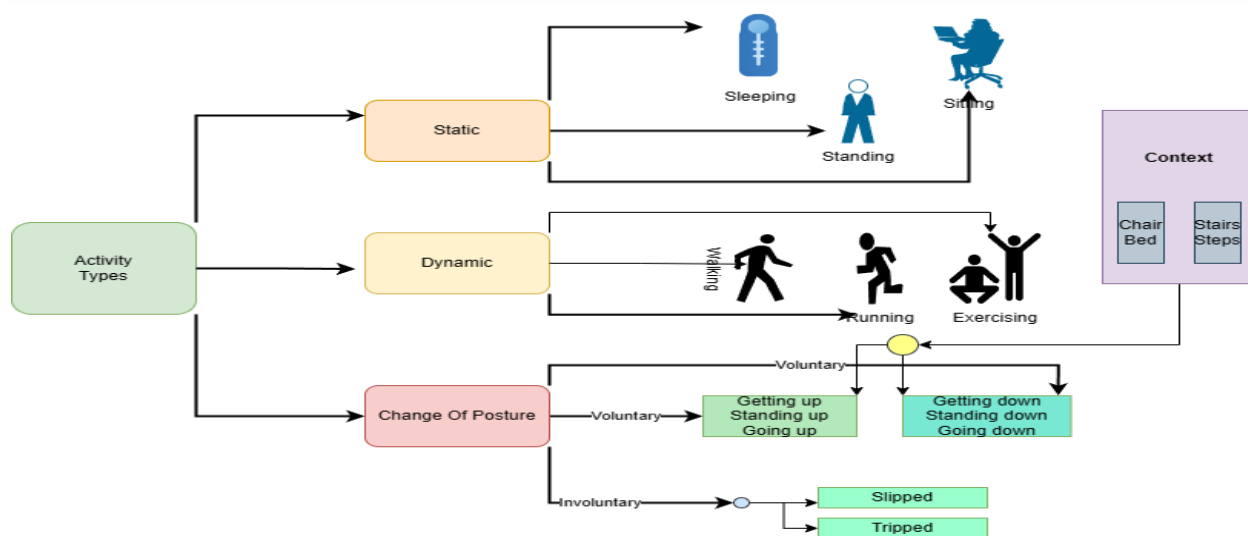 Sleeping
Sitting
Static
Standing
Context
Chair
Bed
Stairs
Steps
Activity
Types
Dynamic
Walking
Running
Exercising
Voluntary
Change Of Posture
Voluntary
Getting up
Standing up
Going up
Getting down
Standing down
Going down
Involuntary
Slipped
Tripped